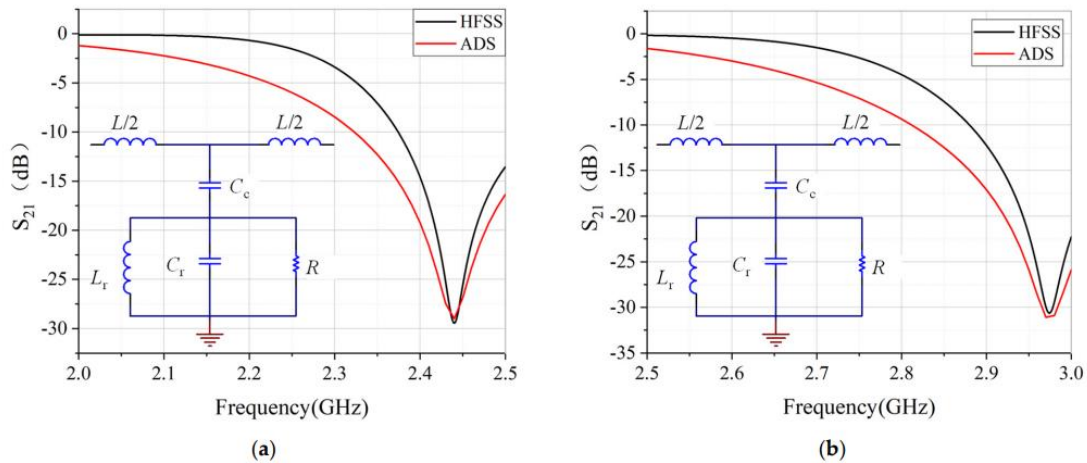 HFSS
ADS
S21 (dB)
0
-5
-10
-15
-20
-25
-30
L/2
L/2
Cc
Lr
Cr
R
2.0
2.1
2.2
2.3
2.4
2.5
Frequency(GHz)
(a)
HFSS
ADS
S21 (dB)
0
-5
-10
-15
-20
-25
-30
-35
L/2
L/2
Cc
Lr
Cr
R
2.5
2.6
2.7
2.8
2.9
3.0
Frequency(GHz)
(b)